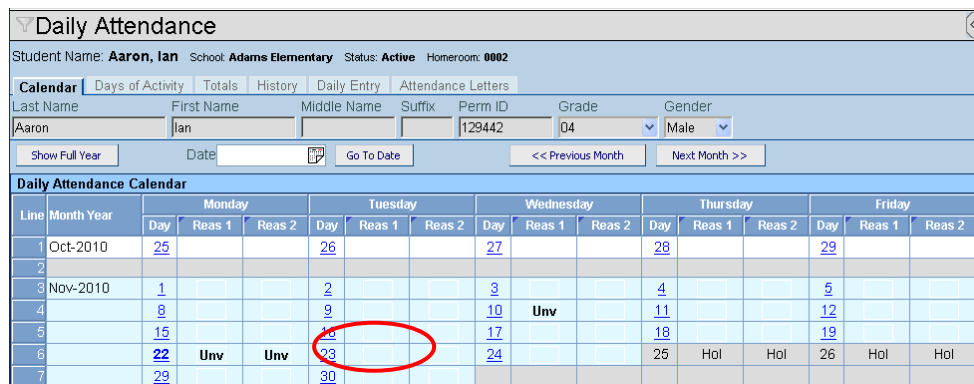 Daily Attendance
Student Name: Aaron, Ian School: Adams Elementary Status: Active Homeroom: 0002
Calendar Days of Activity Totals History Daily Entry Attendance Letters
Last Name First Name Middle Name Suffix Perm ID Grade Gender
Aaron Ian 129442 04 Male
Show Full Year Date Go To Date << Previous Month Next Month >>
Daily Attendance Calendar
Line Month Year Monday Tuesday Wednesday Thursday Friday
Day Reas 1 Reas 2 Day Reas 1 Reas 2 Day Reas 1 Reas 2 Day Reas 1 Reas 2 Day Reas 1 Reas 2
1 Oct-2010 25 26 27 28 29
2
3 Nov-2010 1 2 3 4 5
4 8 9 10 Unv 11 12
5 15 16 17 18 19
6 22 Unv Unv 23 24 25 Hol Hol 26 Hol Hol
7 29 30